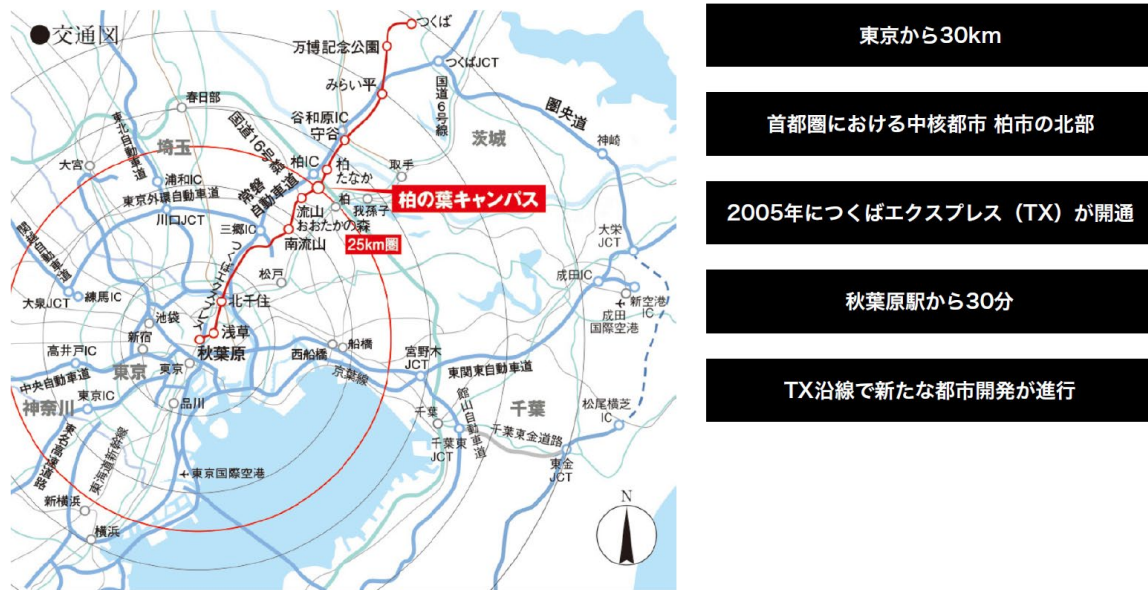 ●交通図
つくば
万博記念公園
つくばJCT
みらい平
国道6号線
圏央道
春日部
谷和原IC
守谷
茨城
神崎
東北自動車道
国道16号線
埼玉
大宮
柏IC
柏たなか
取手
浦和IC
常磐自動車道
柏の葉キャンパス
東京外環自動車道
柏
我孫子
流山おおたかの森
川口JCT
三郷IC
南流山
25km圏
大栄JCT
関越自動車道
つくばエクスプレス
松戸
成田IC
大泉JCT
練馬IC
北千住
新空港IC
成田国際空港
池袋
浅草
新宿
秋葉原
西船橋
船橋
高井戸IC
宮野木JCT
東関東自動車道
東京
東京
中央自動車道
京葉線
神奈川
東京IC
品川
千葉
館山自動車道
千葉
松尾横芝IC
千葉東JCT
千葉東金道路
東名高速道路
東海道新幹線
東京国際空港
東金JCT
新横浜
横浜
N
東京から30km
首都圏における中核都市 柏市の北部
2005年につくばエクスプレス（TX）が開通
秋葉原駅から30分
TX沿線で新たな都市開発が進行